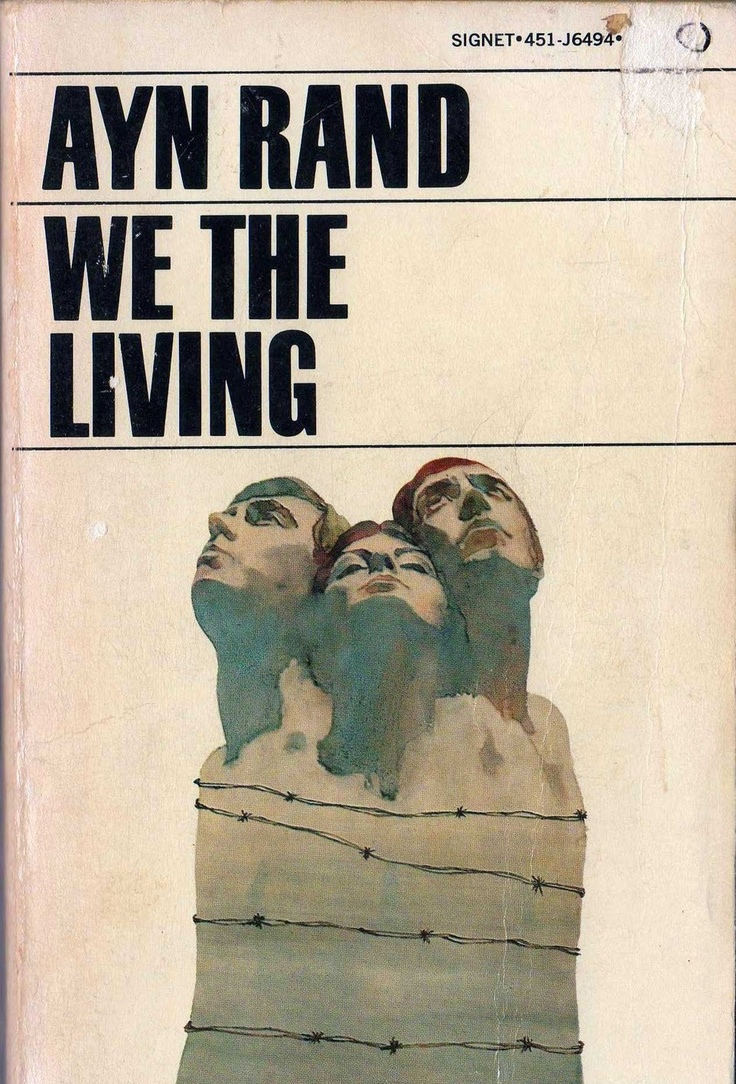 SIGNET•451-J6494•
AYN RAND
WE THE
LIVING